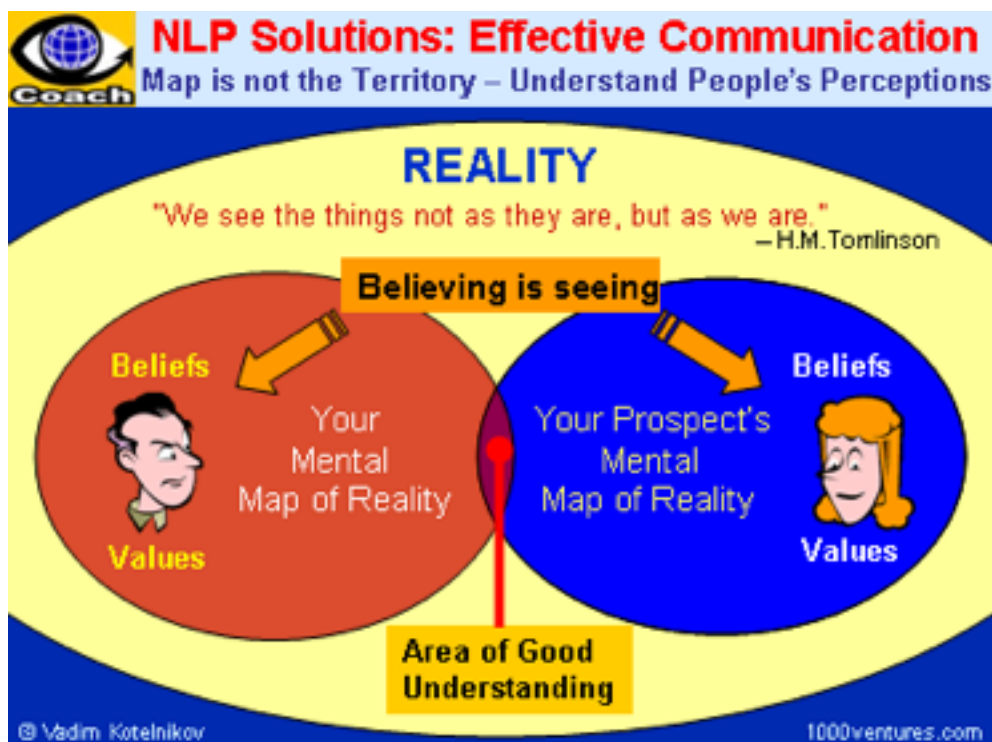 NLP Solutions: Effective Communication
Coach
Map is not the Territory – Understand People's Perceptions
REALITY
"We see the things not as they are, but as we are."
– H.M.Tomlinson
Believing is seeing
Beliefs
Your
Mental
Map of Reality
Values
Beliefs
Your Prospect's
Mental
Map of Reality
Values
Area of Good
Understanding
© Vadim Kotelnikov
1000ventures.com